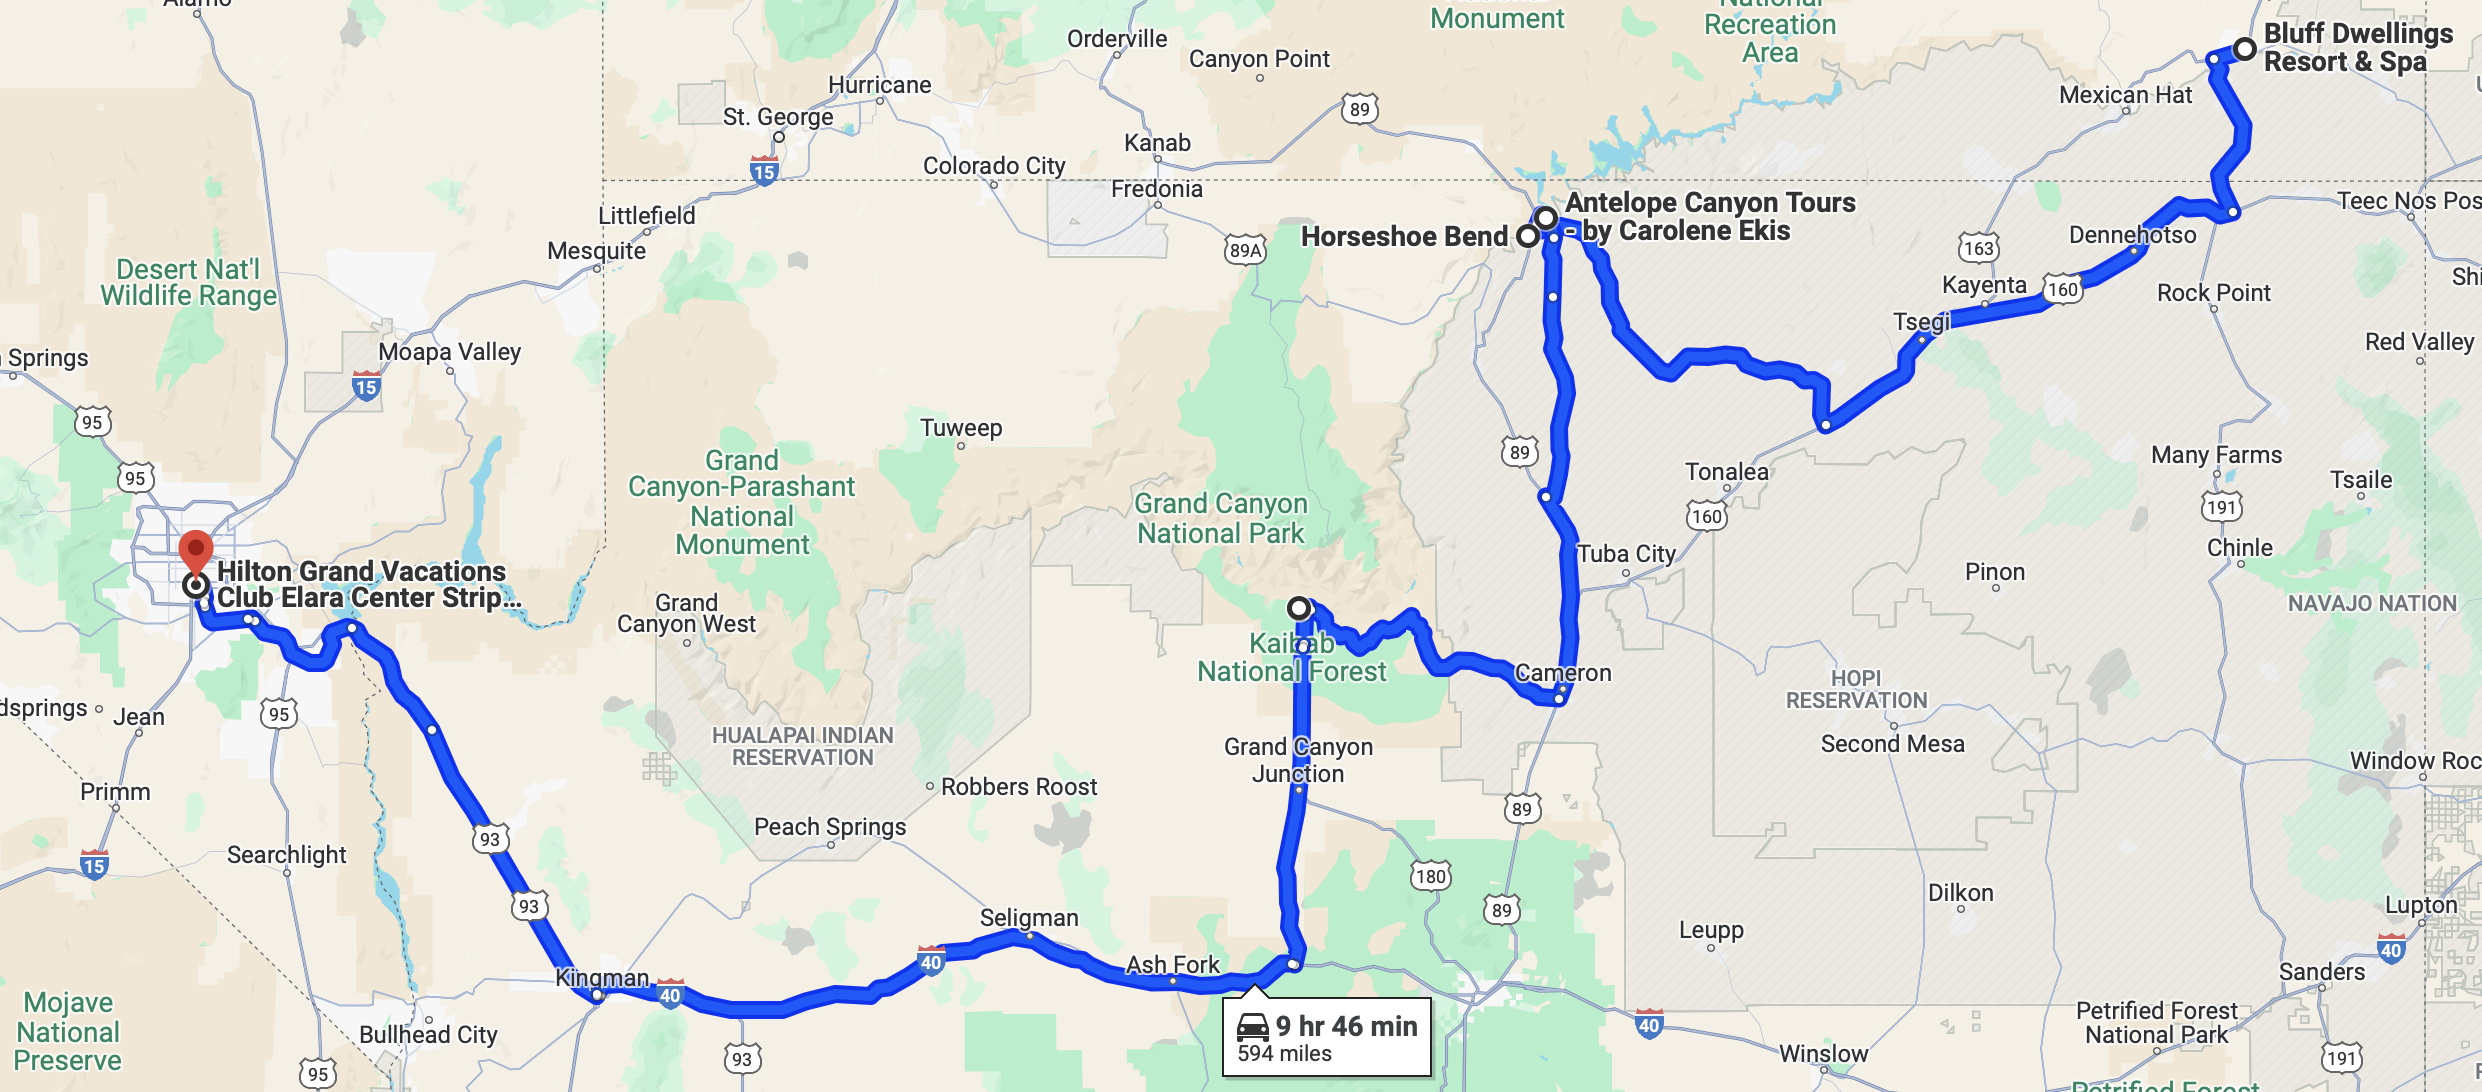 Alamo
Orderville
Monument
National
Recreation
Area
Canyon Point
Bluff Dwellings
Resort & Spa
Hurricane
St. George
89
Mexican Hat
Kanab
15
Colorado City
Fredonia
Littlefield
Antelope Canyon Tours
- by Carolene Ekis
Horseshoe Bend
Teec Nos Pos
Dennehotso
Mesquite
89A
163
Desert Nat'l
Wildlife Range
Kayenta
160
Rock Point
Shi
Tsegi
Springs
Moapa Valley
15
Red Valley
95
Tuweep
89
Many Farms
Grand
Canyon-Parashant
National
Monument
95
Tonalea
Tsaile
Grand Canyon
National Park
160
191
Chinle
Tuba City
Hilton Grand Vacations
Club Elara Center Strip...
Pinon
NAVAJO NATION
Grand
Canyon West
Kaibab
National Forest
Cameron
HOPI
RESERVATION
dsprings
Jean
95
HUALAPAI INDIAN
RESERVATION
Grand Canyon
Junction
Second Mesa
Window Roc
Primm
Robbers Roost
89
Peach Springs
93
15
Searchlight
180
Dilkon
93
89
Lupton
Seligman
Leupp
40
40
Ash Fork
Sanders
Kingman
40
Mojave
National
Preserve
Bullhead City
9 hr 46 min
594 miles
40
Petrified Forest
National Park
93
95
Winslow
191
Petrified Forest